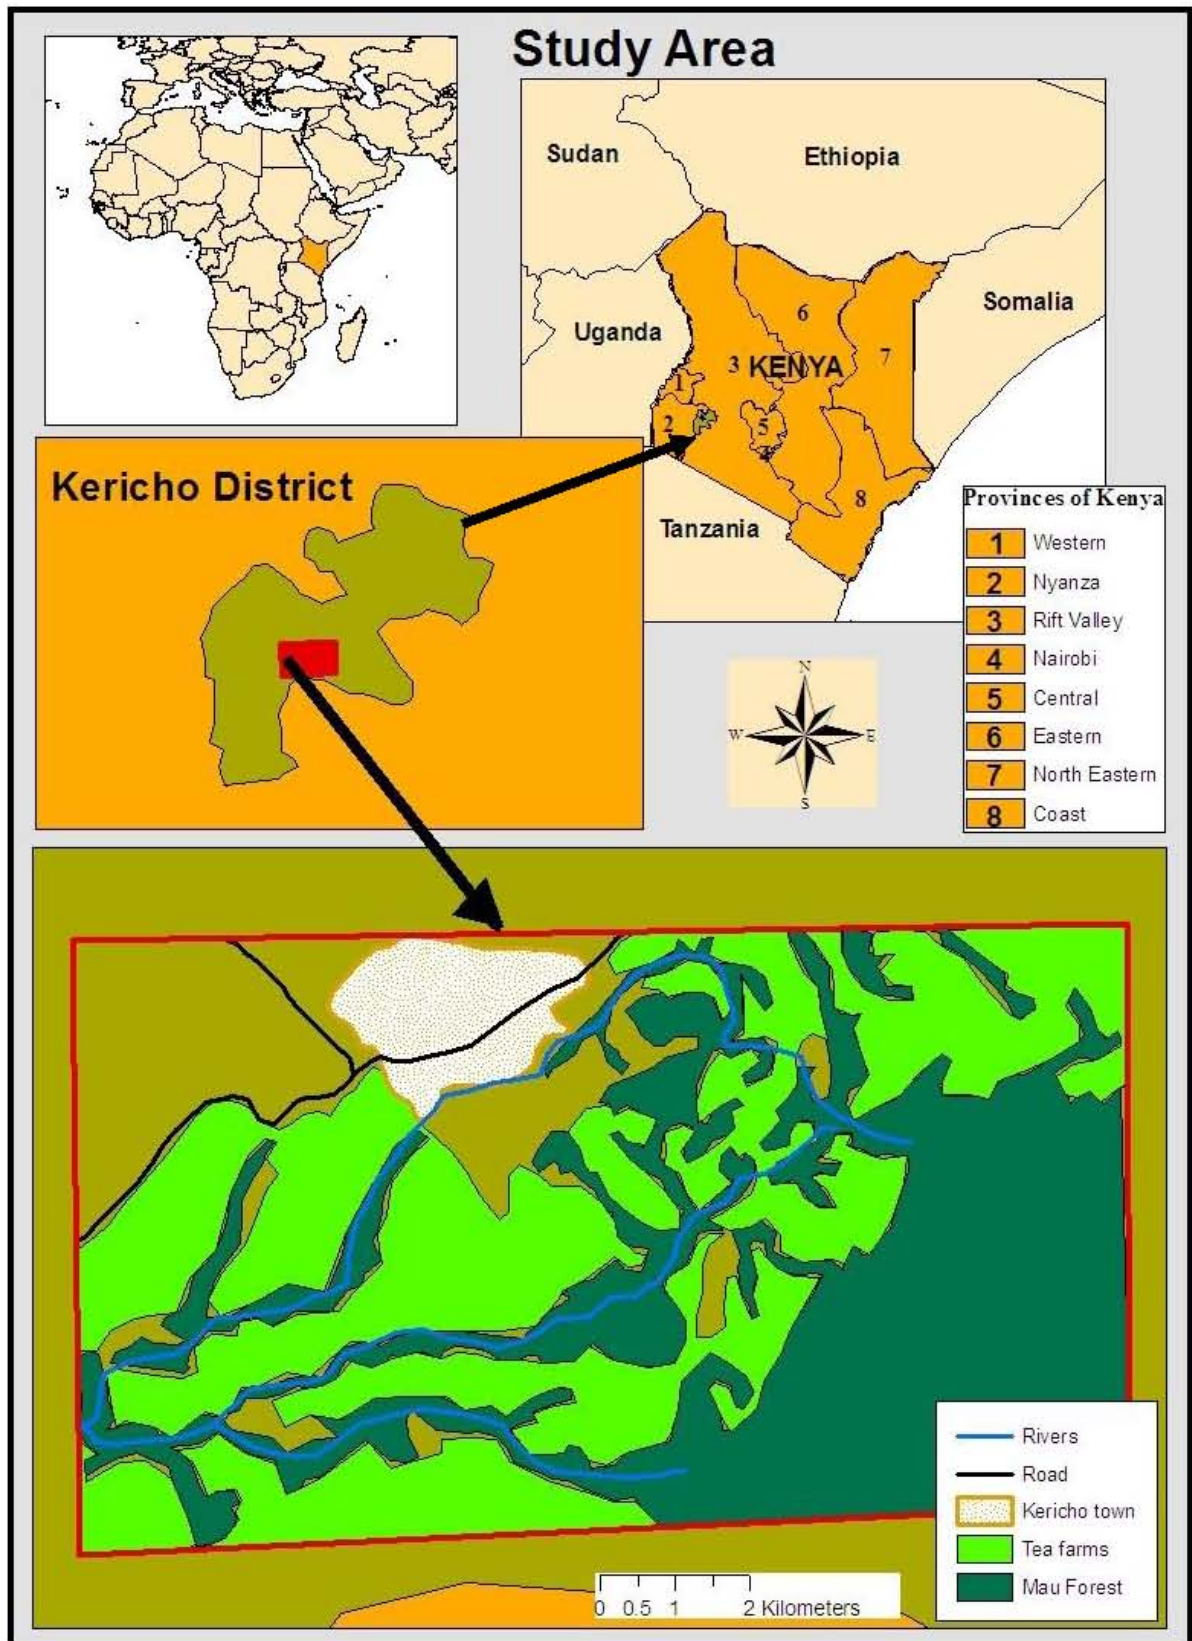 Study Area
Sudan
Ethiopia
Uganda
Somalia
6
3 KENYA
7
1
2
5
4
8
Tanzania
Kericho District
Provinces of Kenya
1 Western
2 Nyanza
3 Rift Valley
4 Nairobi
5 Central
6 Eastern
7 North Eastern
8 Coast
N
W E
S
Rivers
Road
Kericho town
Tea farms
Mau Forest
0 0.5 1 2 Kilometers